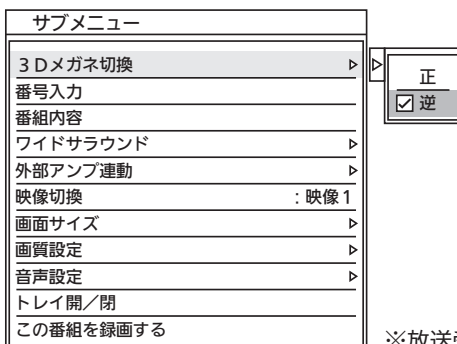 サブメニュー
3Dメガネ切換
番号入力
番組内容
ワイドサラウンド
外部アンプ連動
映像切換 :映像1
画面サイズ
画質設定
音声設定
トレイ開/閉
この番組を録画する
正
逆
※放送